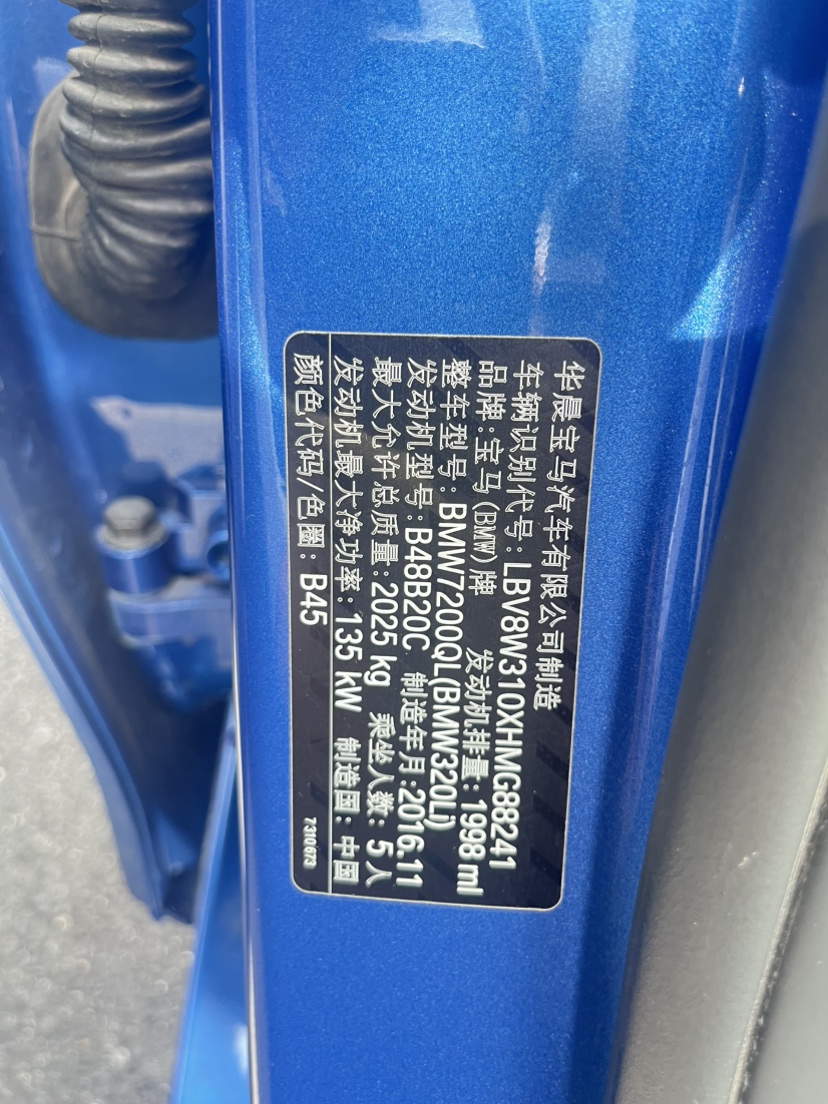 华晨宝马汽车有限公司制造
车辆识别代号:LBV8W310XHMG88241
品牌:宝马(BMW)牌 发动机排量:1998 ml
整车型号:BMW7200QL(BMW320Li)
发动机型号:B48B20C 制造年月:2016.11
最大允许总质量:2025 kg 乘坐人数:5人
发动机最大净功率:135 kW 制造国:中国
颜色代码/色圈:B45 7310673